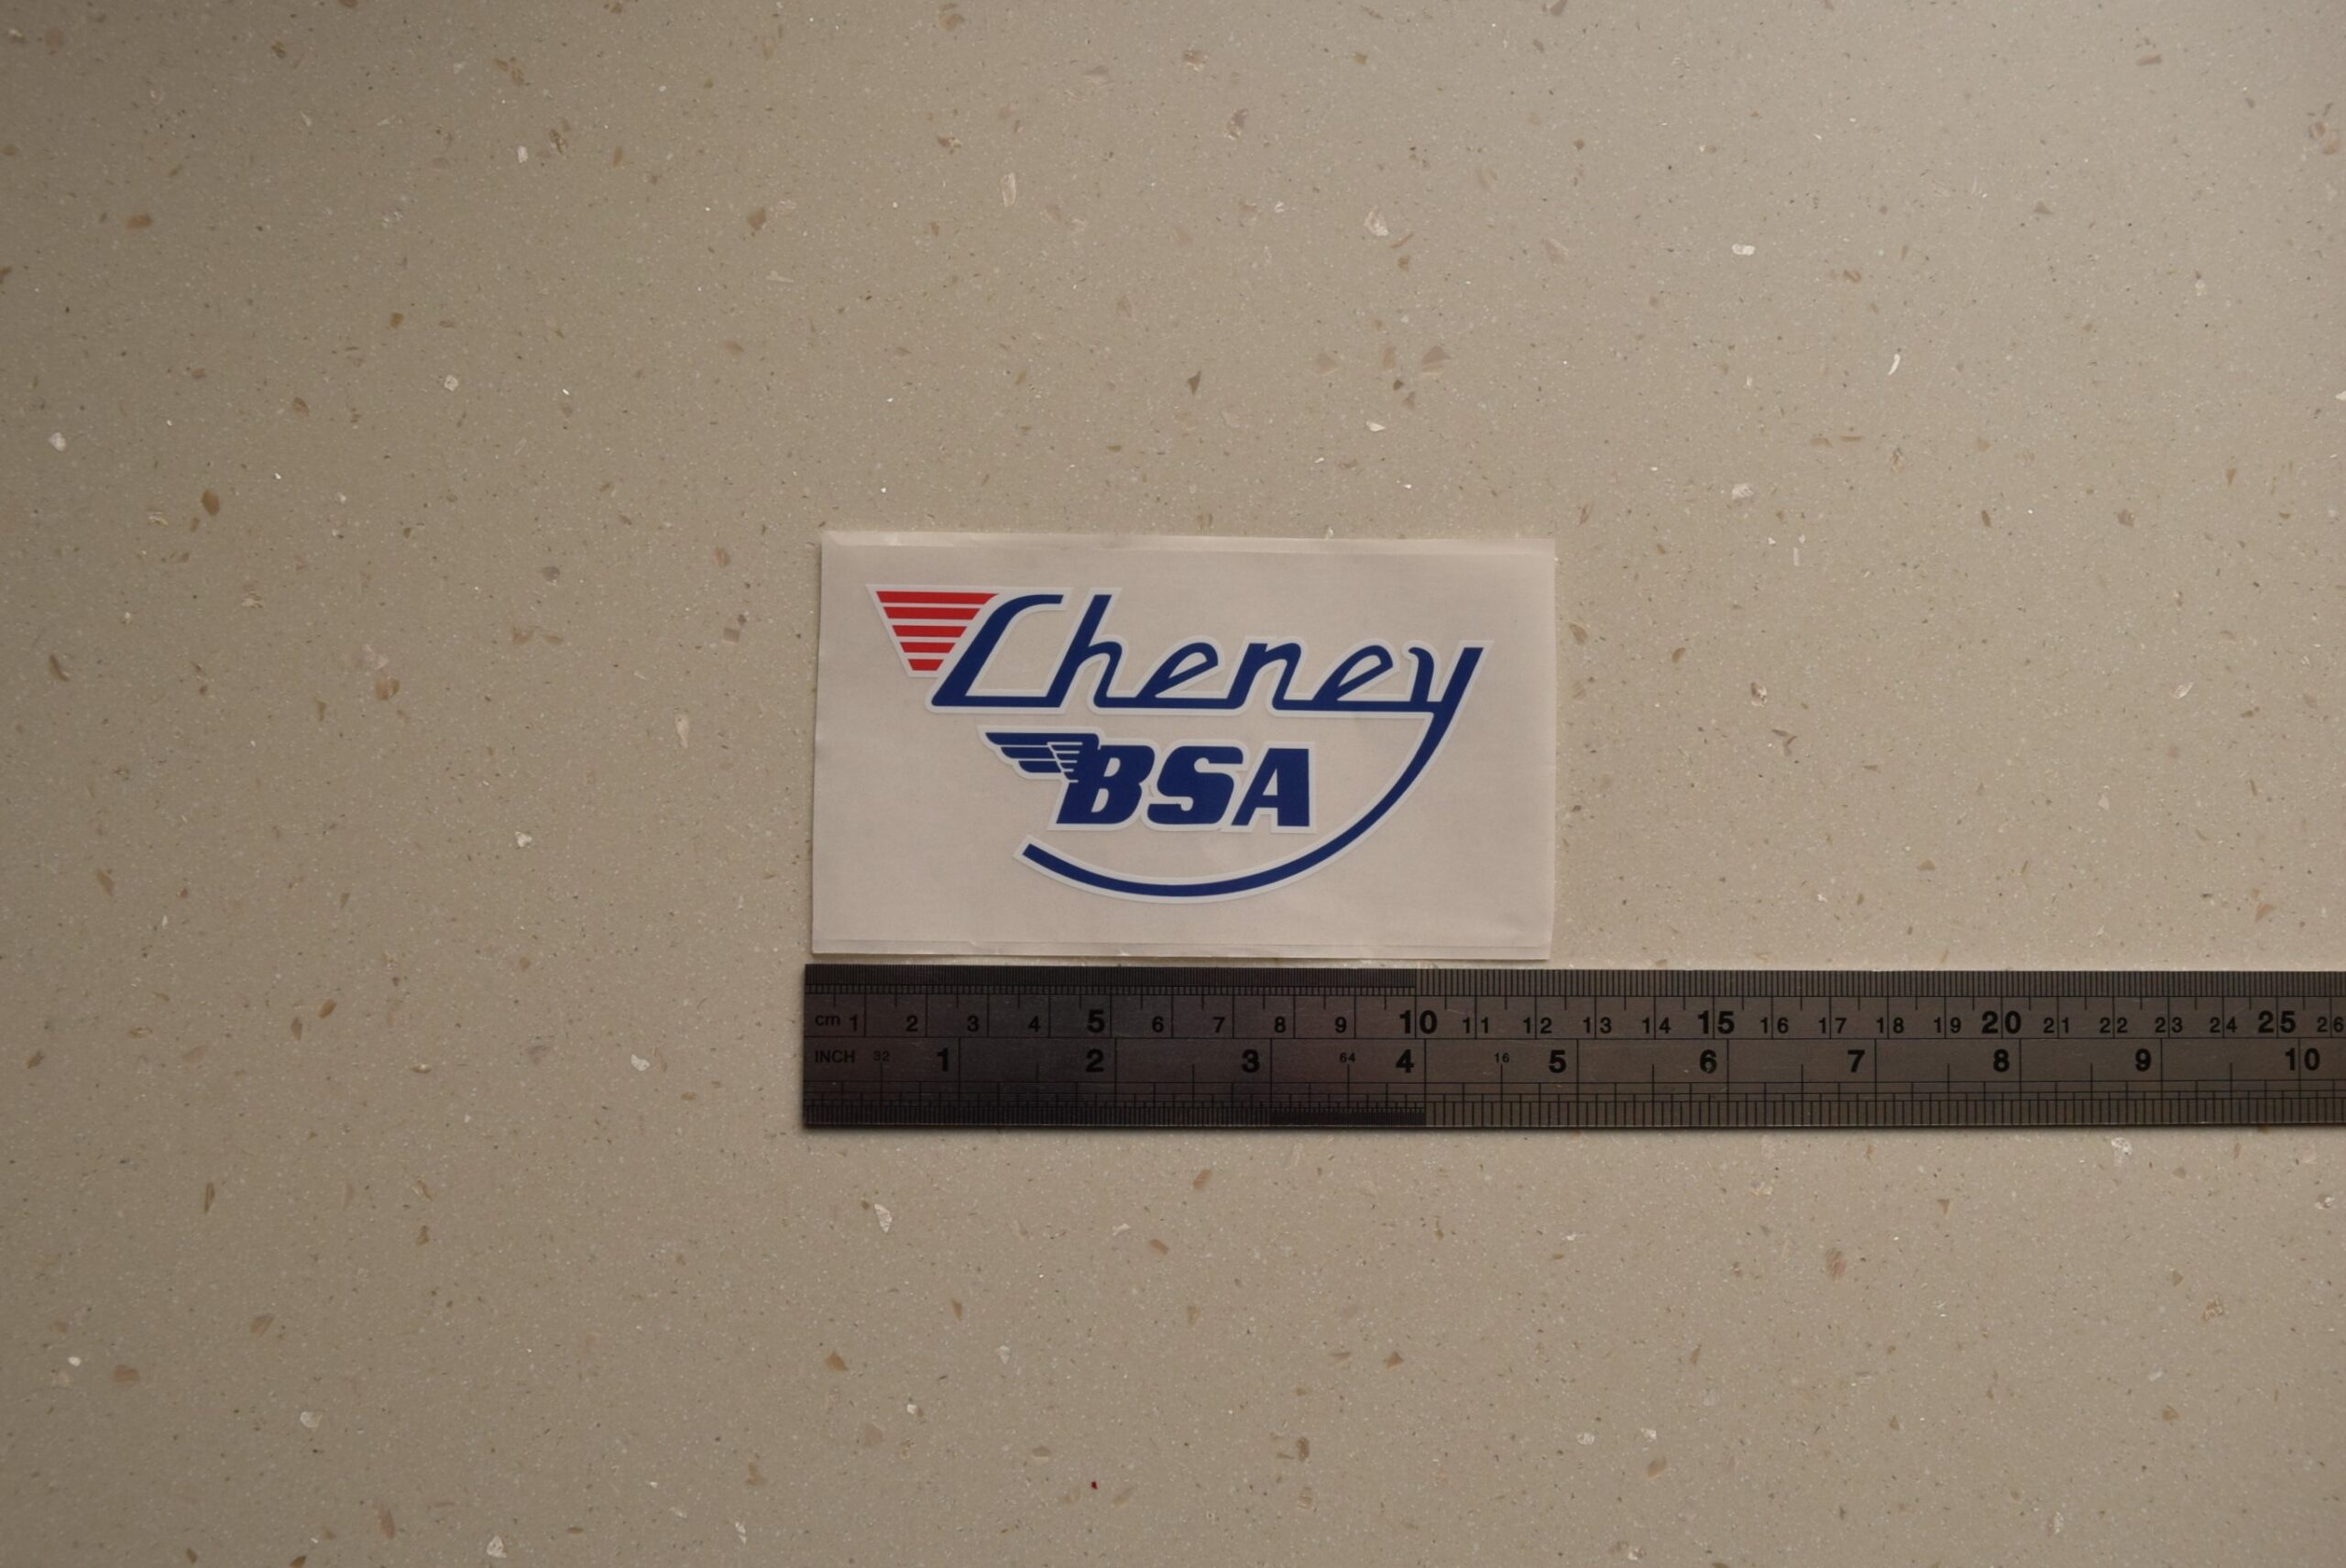 Cheney
BSA
cm 1 2 3 4 5 6 7 8 9 10 11 12 13 14 15 16 17 18 19 20 21 22 23 24 25 26
INCH 32 1 2 3 64 4 16 5 6 7 8 9 10